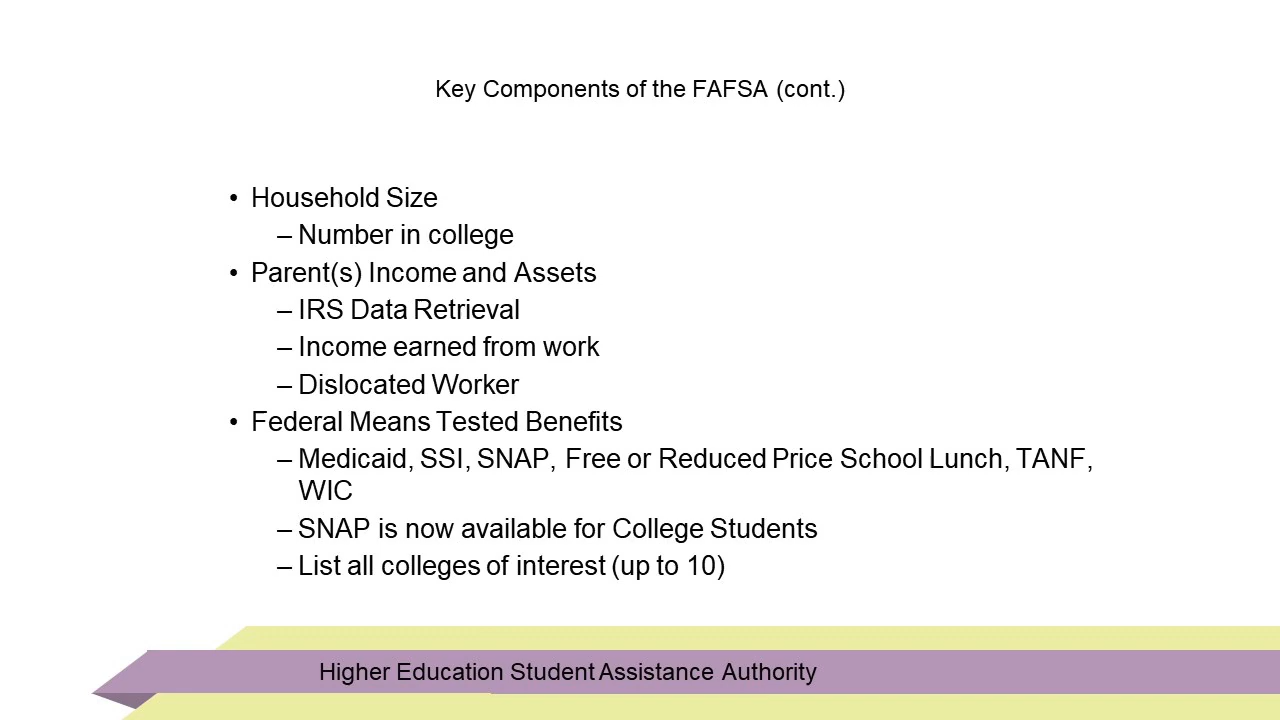 Key Components of the FAFSA (cont.)
• Household Size
– Number in college
• Parent(s) Income and Assets
– IRS Data Retrieval
– Income earned from work
– Dislocated Worker
• Federal Means Tested Benefits
– Medicaid, SSI, SNAP, Free or Reduced Price School Lunch, TANF,
WIC
– SNAP is now available for College Students
– List all colleges of interest (up to 10)
Higher Education Student Assistance Authority